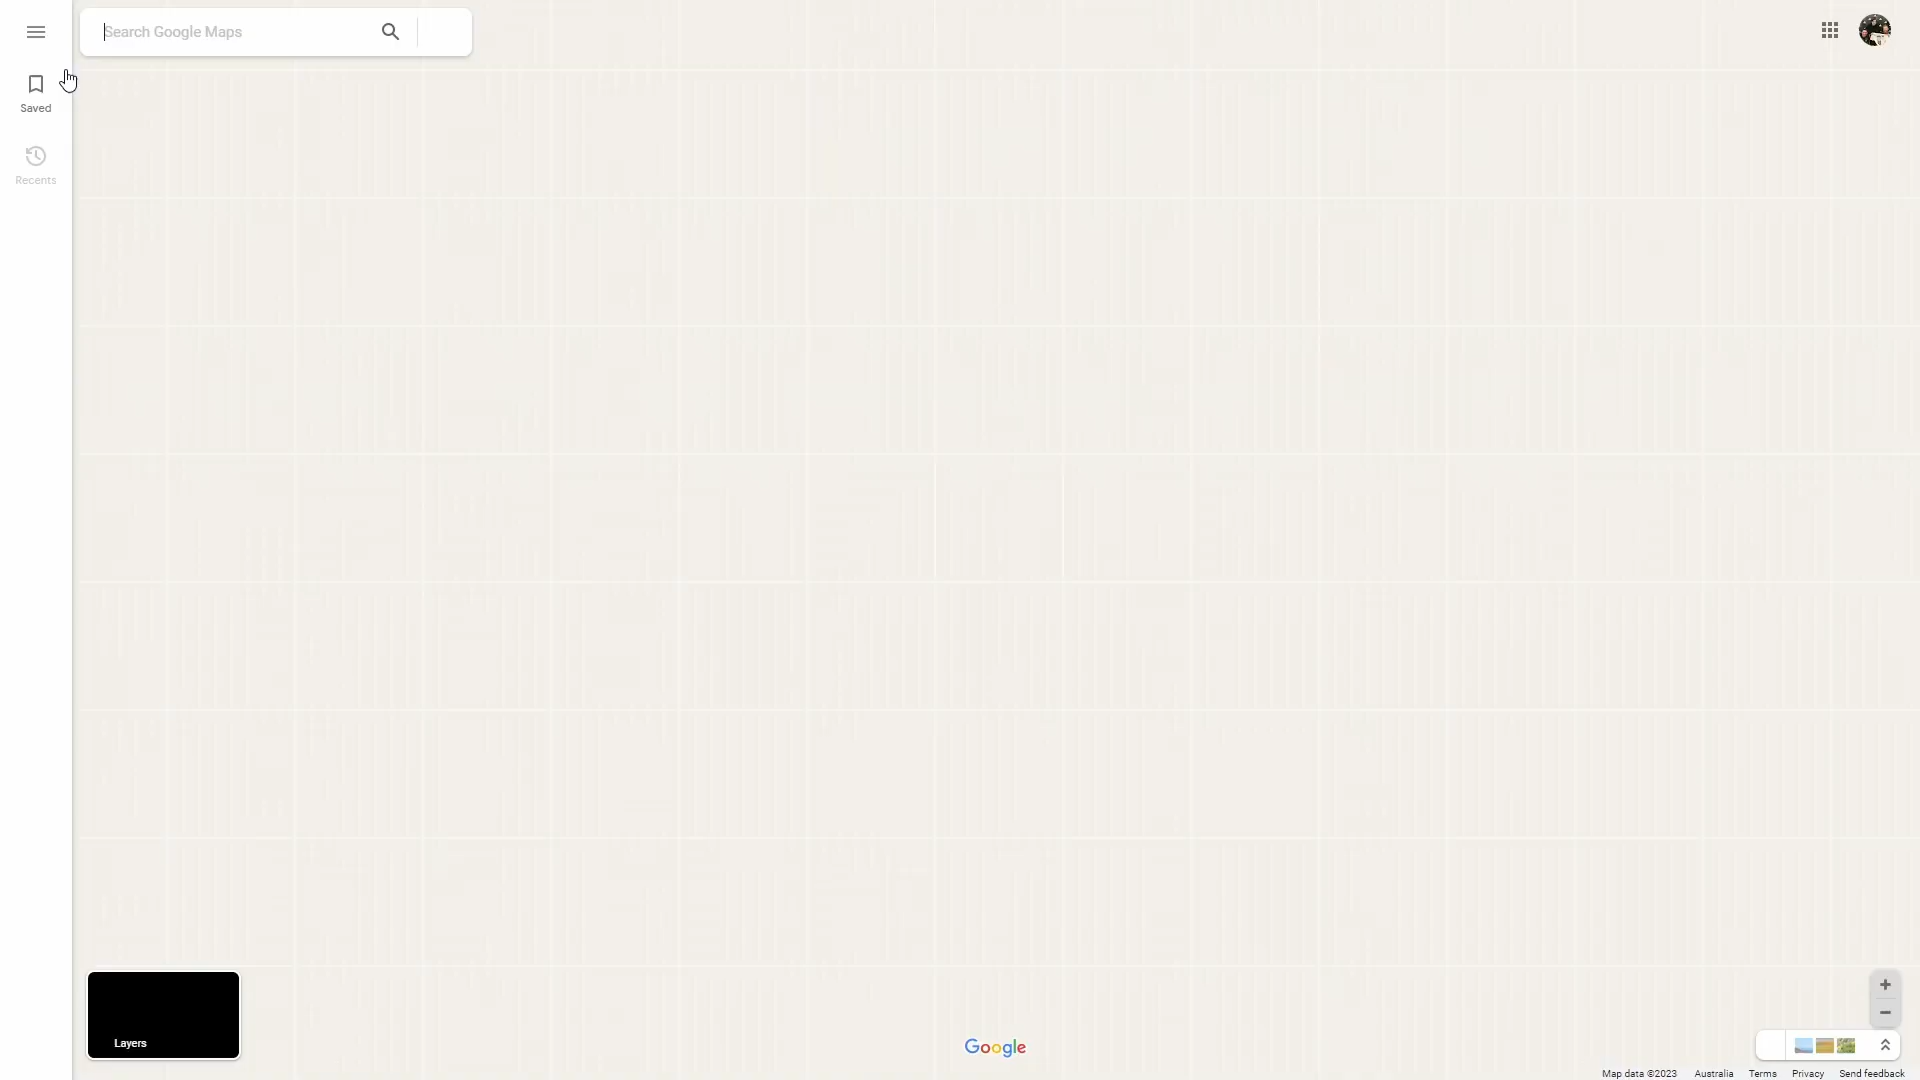 Search Google Maps
Saved
Recents
Layers
Google
Map data ©2023 Australia Terms Privacy Send feedback